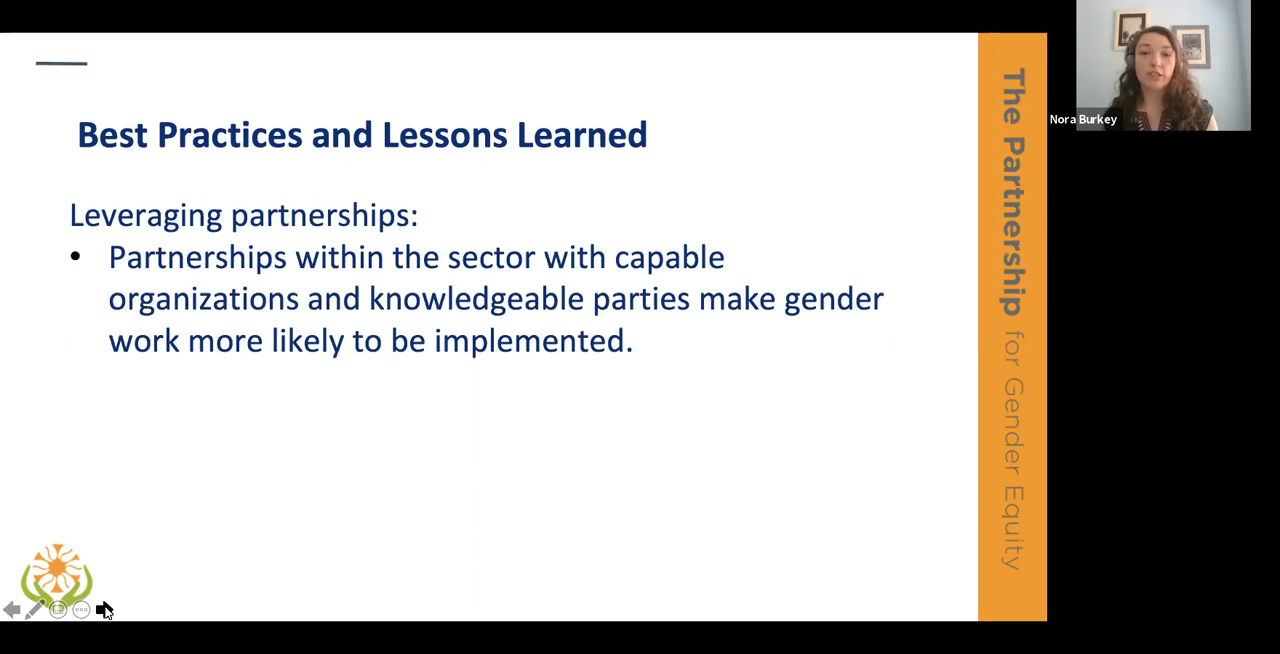 Best Practices and Lessons Learned
Leveraging partnerships:
• Partnerships within the sector with capable
organizations and knowledgeable parties make gender
work more likely to be implemented.
The Partnership for Gender Equity
Nora Burkey